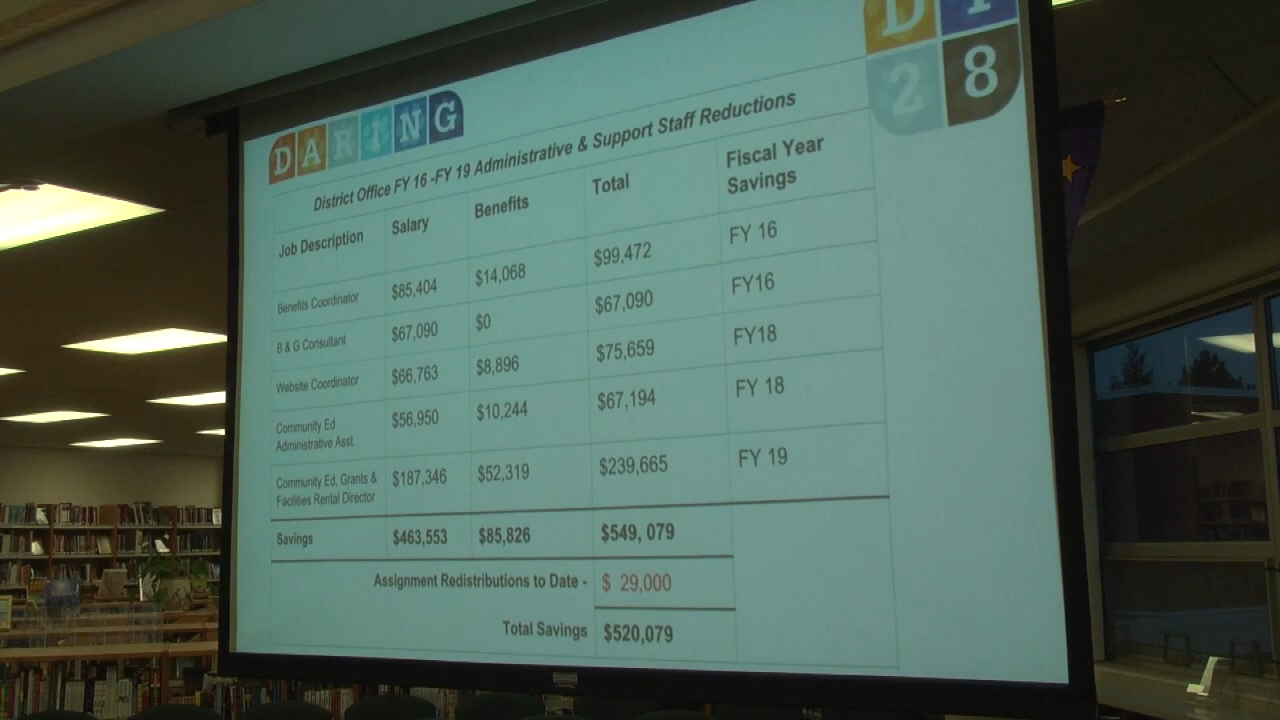 DARING
D
28
District Office FY 16 -FY 19 Administrative & Support Staff Reductions
Job Description Salary Benefits Total Fiscal Year Savings
Benefits Coordinator $85,404 $14,068 $99,472 FY 16
B & G Consultant $67,090 $0 $67,090 FY16
Website Coordinator $66,763 $8,896 $75,659 FY18
Community Ed Administrative Asst. $56,950 $10,244 $67,194 FY 18
Community Ed, Grants & Facilities Rental Director $187,346 $52,319 $239,665 FY 19
Savings $463,553 $85,826 $549, 079
Assignment Redistributions to Date - $ 29,000
Total Savings $520,079